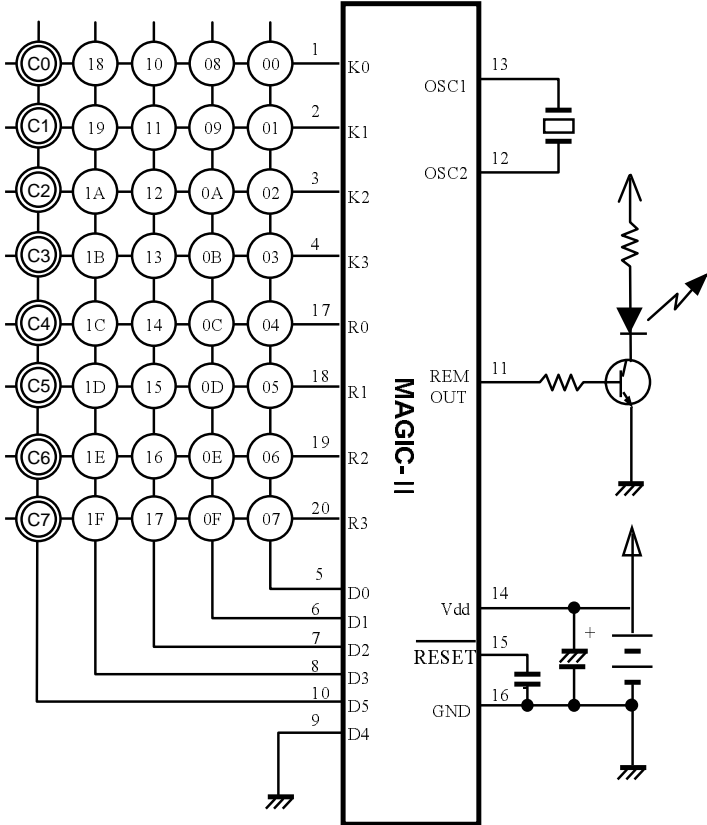 C0 18 10 08 00 1 K0
C1 19 11 09 01 2 K1
C2 1A 12 0A 02 3 K2
C3 1B 13 0B 03 4 K3
C4 1C 14 0C 04 17 R0
C5 1D 15 0D 05 18 R1
C6 1E 16 0E 06 19 R2
C7 1F 17 0F 07 20 R3
5 D0
6 D1
7 D2
8 D3
10 D5
9 D4
MAGIC-II
OSC1 13
OSC2 12
REM 11
OUT
Vdd 14
+
RESET 15
GND 16